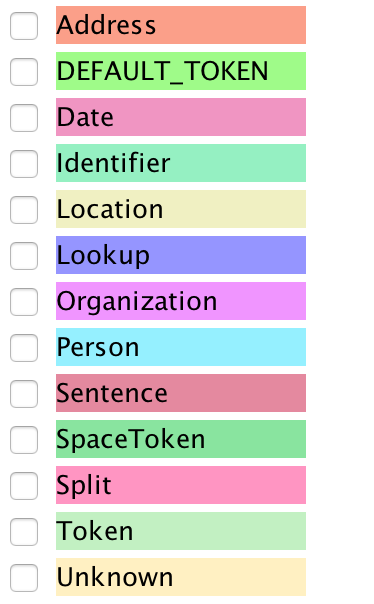 Address
DEFAULT_TOKEN
Date
Identifier
Location
Lookup
Organization
Person
Sentence
SpaceToken
Split
Token
Unknown